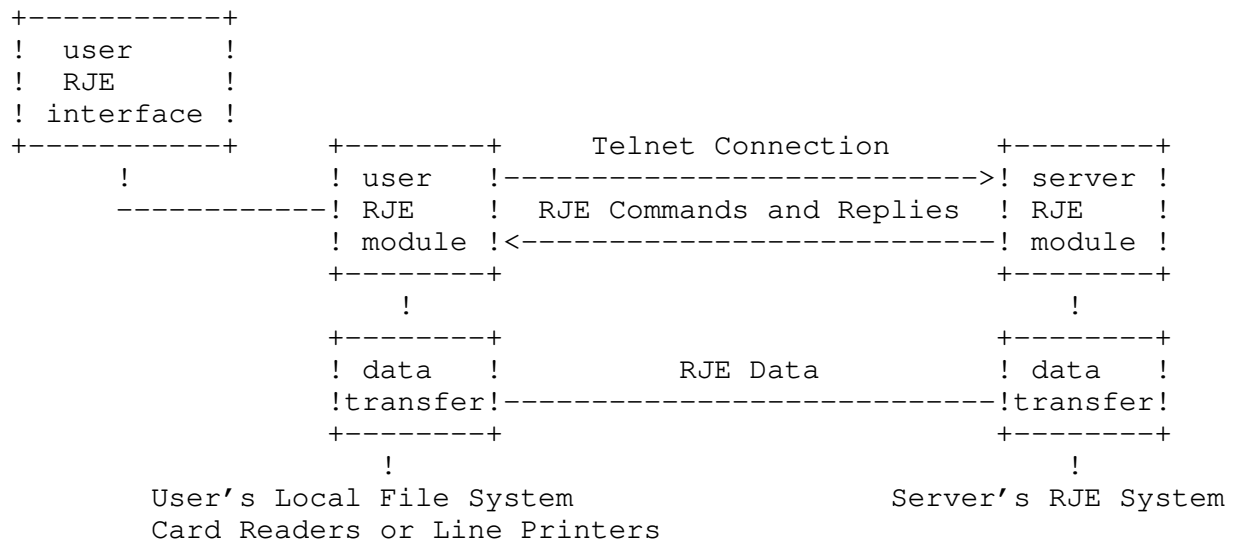 user
RJE
interface
Telnet Connection
user RJE module
RJE Commands and Replies
server RJE module
data transfer
RJE Data
data transfer
User's Local File System
Card Readers or Line Printers
Server's RJE System